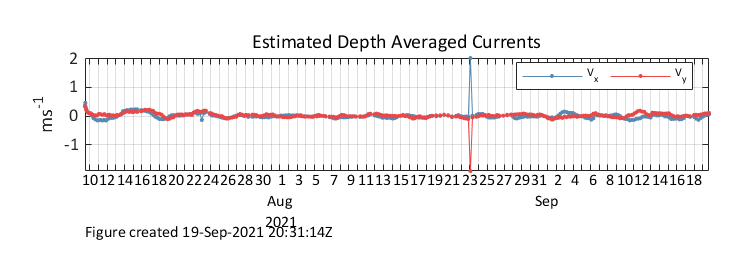 Estimated Depth Averaged Currents
ms-1
2
1
0
-1
Vx
Vy
10 11 12 14 16 18 20 22 23 24 26 28 30 1 3 5 7 9 11 13 15 17 19 21 23 25 27 29 31 2 4 6 8 10 12 14 16 18
Aug
Sep
2021
Figure created 19-Sep-2021 20:31:14Z